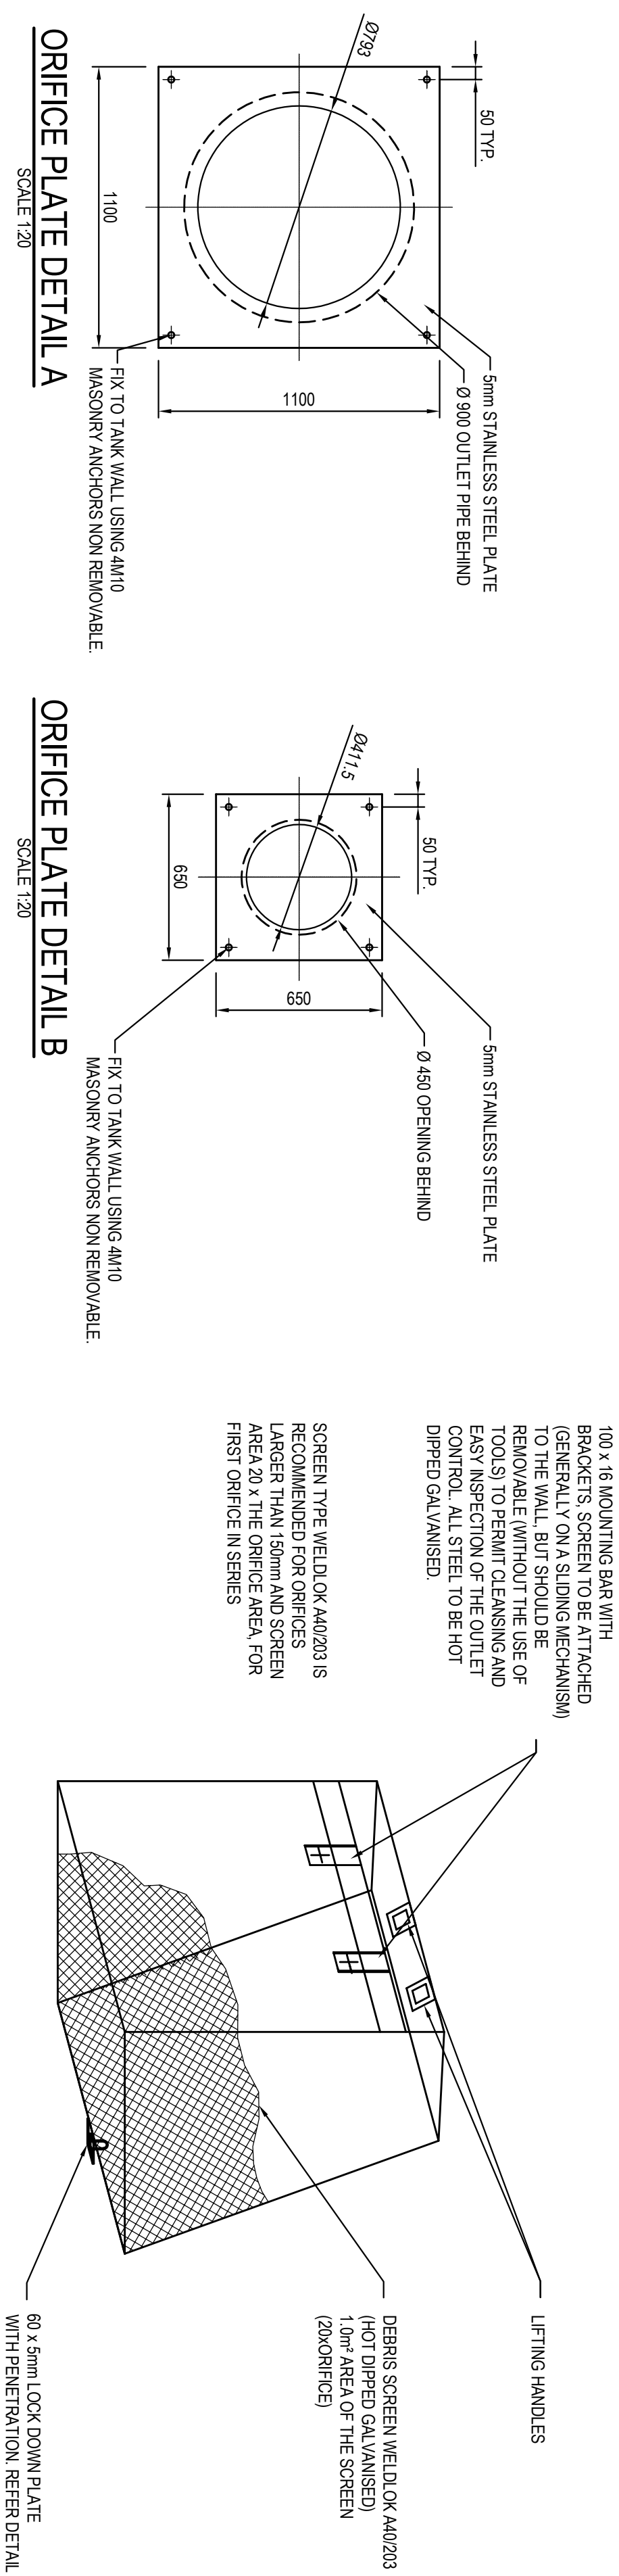 50 TYP.
Ø793
5mm STAINLESS STEEL PLATE
Ø 900 OUTLET PIPE BEHIND
1100
1100
FIX TO TANK WALL USING 4M10
MASONRY ANCHORS NON REMOVABLE.
ORIFICE PLATE DETAIL A
SCALE 1:20
50 TYP.
Ø411.5
5mm STAINLESS STEEL PLATE
Ø 450 OPENING BEHIND
650
650
FIX TO TANK WALL USING 4M10
MASONRY ANCHORS NON REMOVABLE.
ORIFICE PLATE DETAIL B
SCALE 1:20
100 x 16 MOUNTING BAR WITH
BRACKETS, SCREEN TO BE ATTACHED
(GENERALLY ON A SLIDING MECHANISM)
TO THE WALL, BUT SHOULD BE
REMOVABLE (WITHOUT THE USE OF
TOOLS) TO PERMIT CLEANSING AND
EASY INSPECTION OF THE OUTLET
CONTROL. ALL STEEL TO BE HOT
DIPPED GALVANISED.
SCREEN TYPE WELDLOK A40/203 IS
RECOMMENDED FOR ORIFICES
LARGER THAN 150mm AND SCREEN
AREA 20 x THE ORIFICE AREA, FOR
FIRST ORIFICE IN SERIES
LIFTING HANDLES
DEBRIS SCREEN WELDLOK A40/203
(HOT DIPPED GALVANISED)
1.0m² AREA OF THE SCREEN
(20xORIFICE)
60 x 5mm LOCK DOWN PLATE
WITH PENETRATION. REFER DETAIL